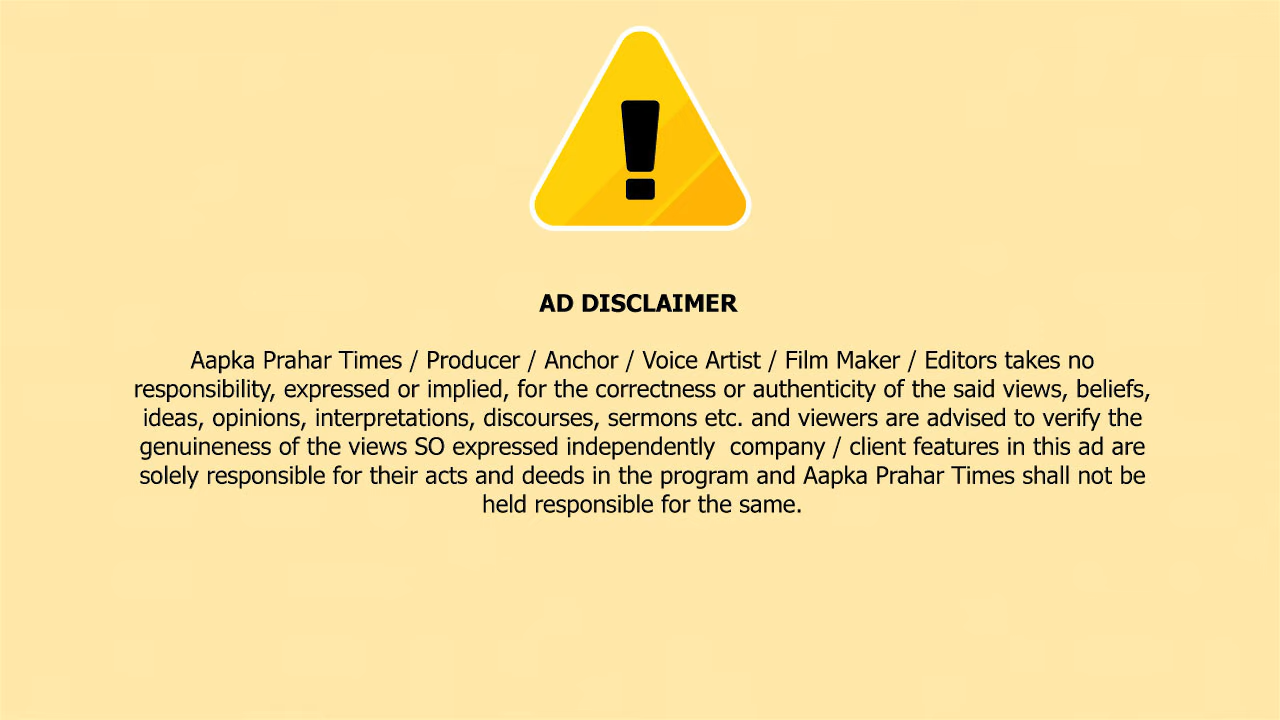 AD DISCLAIMER
Aapka Prahar Times / Producer / Anchor / Voice Artist / Film Maker / Editors takes no
responsibility, expressed or implied, for the correctness or authenticity of the said views, beliefs,
ideas, opinions, interpretations, discourses, sermons etc. and viewers are advised to verify the
genuineness of the views SO expressed independently  company / client features in this ad are
solely responsible for their acts and deeds in the program and Aapka Prahar Times shall not be
held responsible for the same.